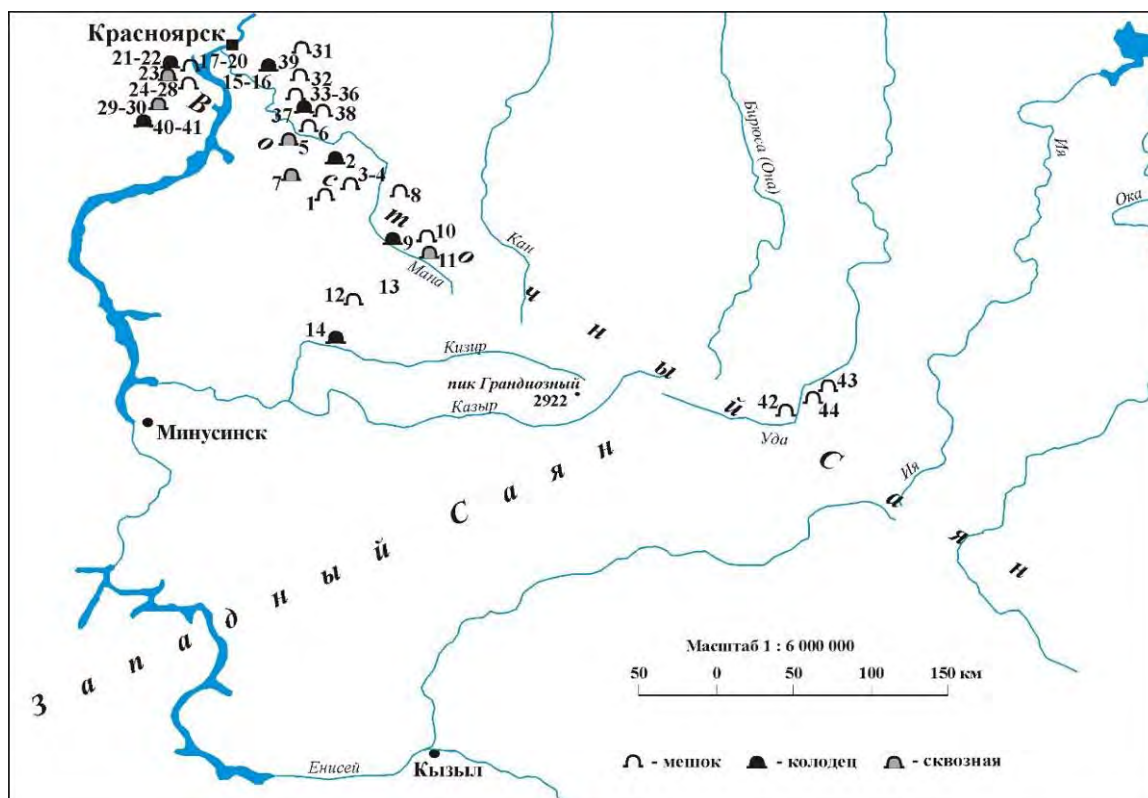 Красноярск
21-22
17-20
39
31
23
15-16
32
24-28
33-36
29-30
В
37
38
40-41
6
о
5
2
7
с
3-4
1
8
т
9
10
11
о
Мана
12
13
14
Кан
ч
н
ы
й
Бирюса (Она)
Ия
Ока
Кизир
пик Грандиозный
2922
Казыр
42
43
44
Уда
С
Ия
а
я
н
Минусинск
З а п а д н ы й С а я н
Масштаб 1 : 6 000 000
50 0 50 100 150 км
- мешок - колодец - сквозная
Енисей
Кызыл